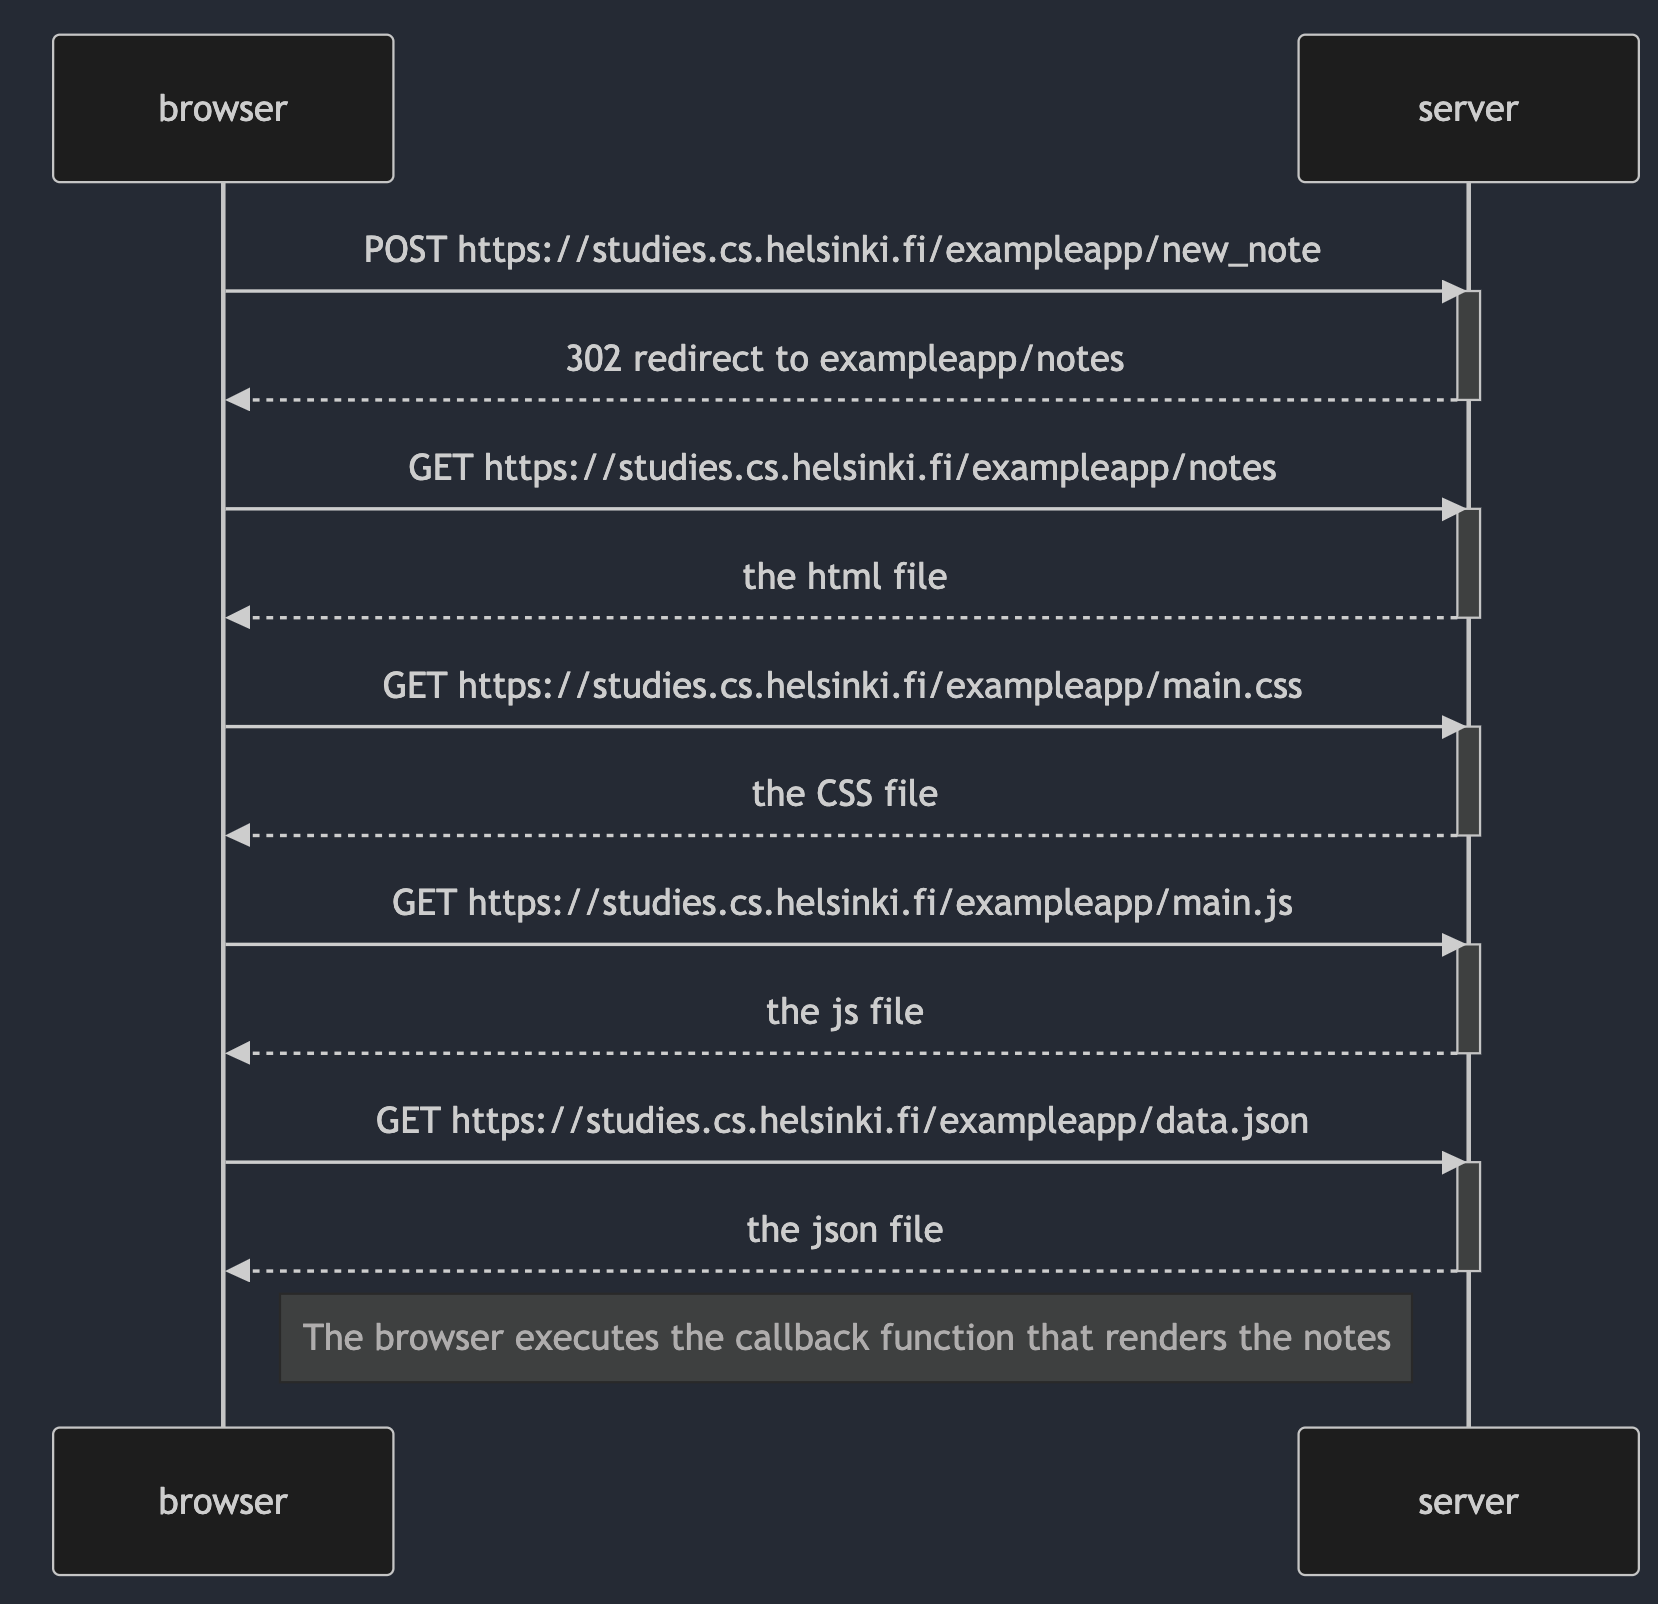 browser
server
POST https://studies.cs.helsinki.fi/exampleapp/new_note
302 redirect to exampleapp/notes
GET https://studies.cs.helsinki.fi/exampleapp/notes
the html file
GET https://studies.cs.helsinki.fi/exampleapp/main.css
the CSS file
GET https://studies.cs.helsinki.fi/exampleapp/main.js
the js file
GET https://studies.cs.helsinki.fi/exampleapp/data.json
the json file
The browser executes the callback function that renders the notes
browser
server